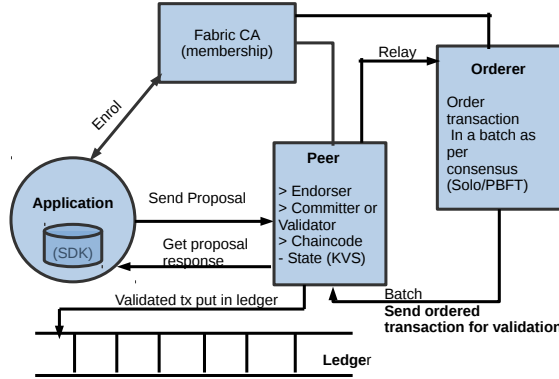 Fabric CA
(membership)
Enrol
Relay
Orderer
Order
transaction
In a batch as
per
consensus
(Solo/PBFT)
Peer
> Endorser
> Committer or
Validator
> Chaincode
- State (KVS)
Application
(SDK)
Send Proposal
Get proposal
response
Batch
Send ordered
transaction for validation
Validated tx put in ledger
Ledger